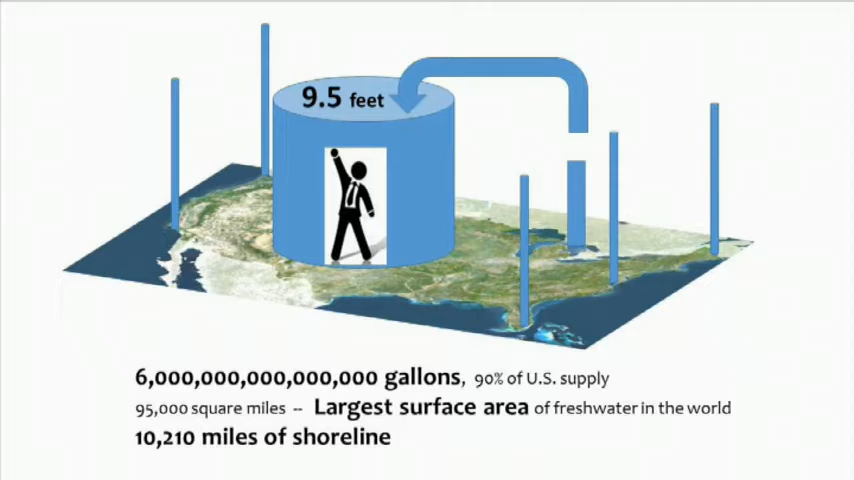 9.5 feet
6,000,000,000,000,000 gallons, 90% of U.S. supply
95,000 square miles -- Largest surface area of freshwater in the world
10,210 miles of shoreline